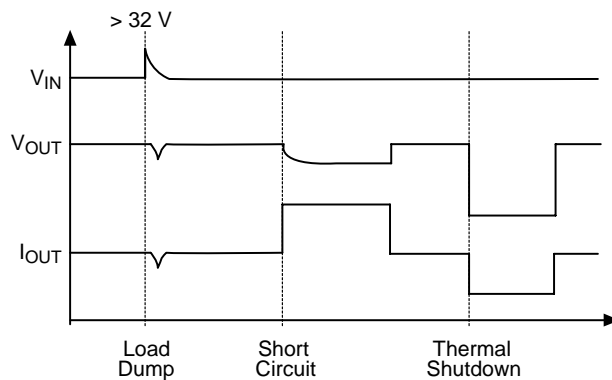 > 32 V
VIN
VOUT
IOUT
Load Dump
Short Circuit
Thermal Shutdown